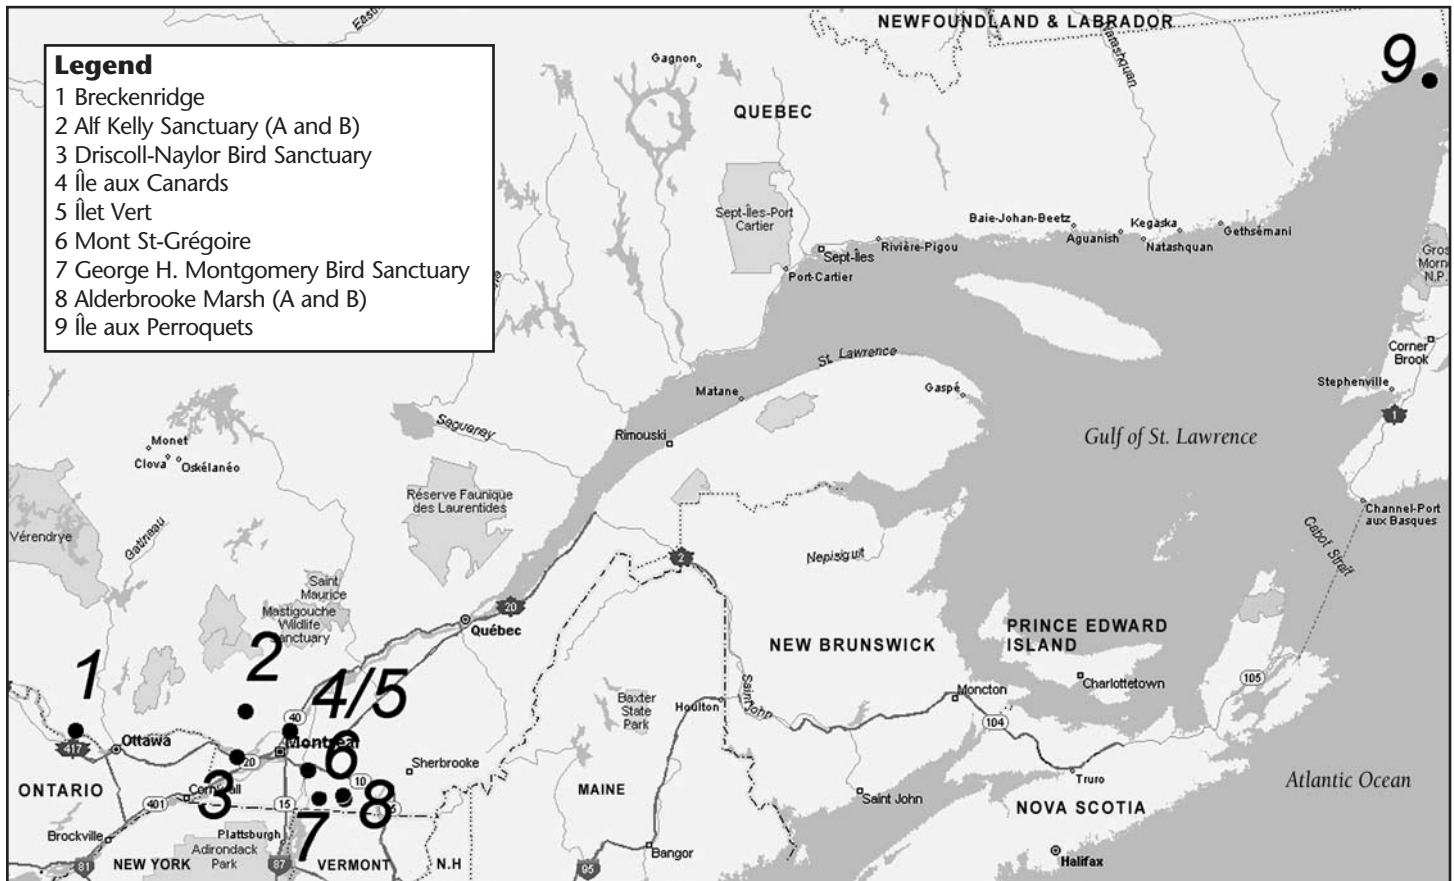 Legend
1 Breckenridge
2 Alf Kelly Sanctuary (A and B)
3 Driscoll-Naylor Bird Sanctuary
4 Île aux Canards
5 Îlet Vert
6 Mont St-Grégoire
7 George H. Montgomery Bird Sanctuary
8 Alderbrooke Marsh (A and B)
9 Île aux Perroquets
NEWFOUNDLAND & LABRADOR
9
Gagnon
QUEBEC
Sept-Îles-Port
Cartier
Baie-Johan-Beetz
Kegaska
Gethsémani
Aguanish
Natashquan
Rivière-Pigou
Sept-Îles
Port-Cartier
Gros
Morn
N.P.
Corner
Brook
Stephenville
1
St. Lawrence
Matane
Gaspé
Saguenay
Rimouski
Gulf of St. Lawrence
Monet
Clova
Oskélanéo
Réserve Faunique
des Laurentides
Vérendrye
Gatineau
Channel-Port
aux Basques
Cabot Strait
2
Nepisiguit
Saint
Maurice
Mastigouche
Wildlife
Sanctuary
20
Québec
NEW BRUNSWICK
PRINCE EDWARD
ISLAND
Charlottetown
105
1
2
4/5
40
Baxter
State
Park
Houlton
Saint John
Moncton
104
417
Ottawa
Montréal
20
3
6
10
Sherbrooke
ONTARIO
Cornwall
401
15
7
8
MAINE
Saint John
Truro
NOVA SCOTIA
Atlantic Ocean
Brockville
Plattsburgh
Adirondack
Park
81
NEW YORK
87
VERMONT
N.H
95
Bangor
Halifax